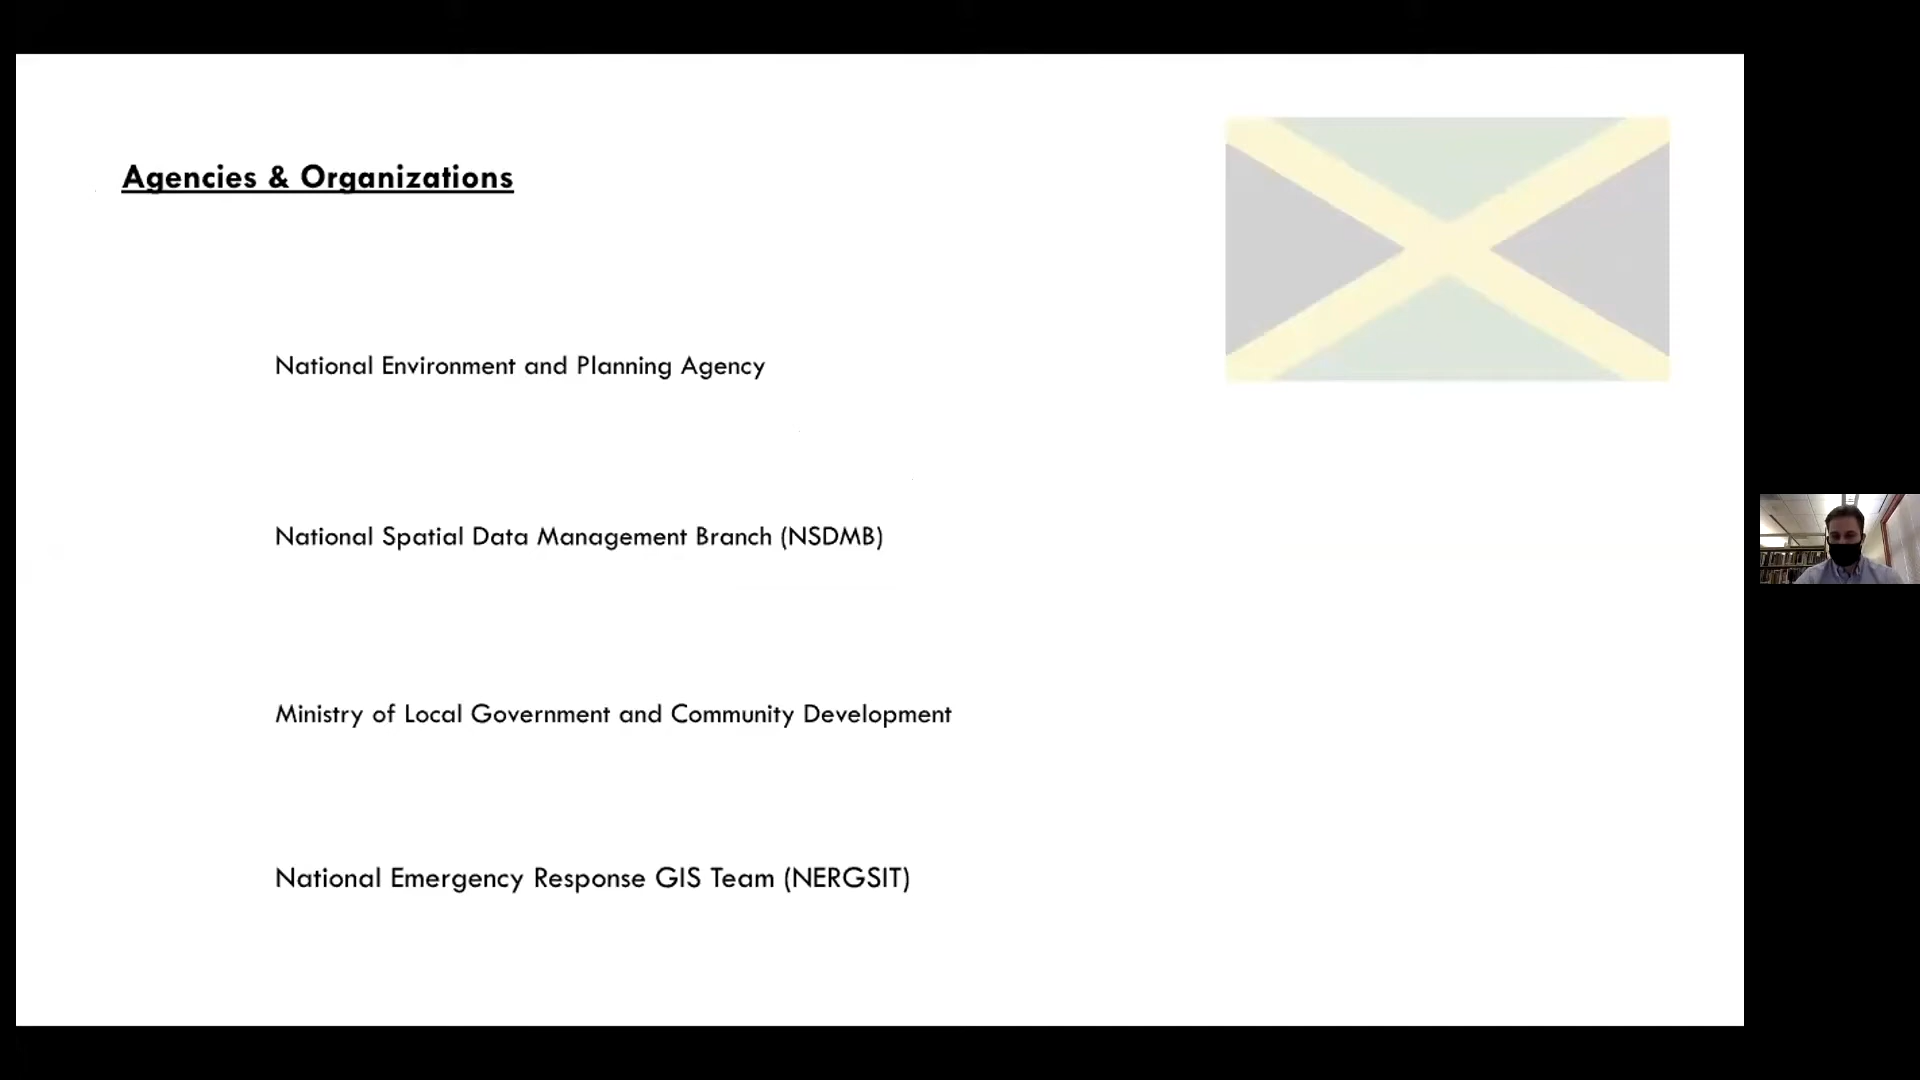 Agencies & Organizations
National Environment and Planning Agency
National Spatial Data Management Branch (NSDMB)
Ministry of Local Government and Community Development
National Emergency Response GIS Team (NERGSIT)